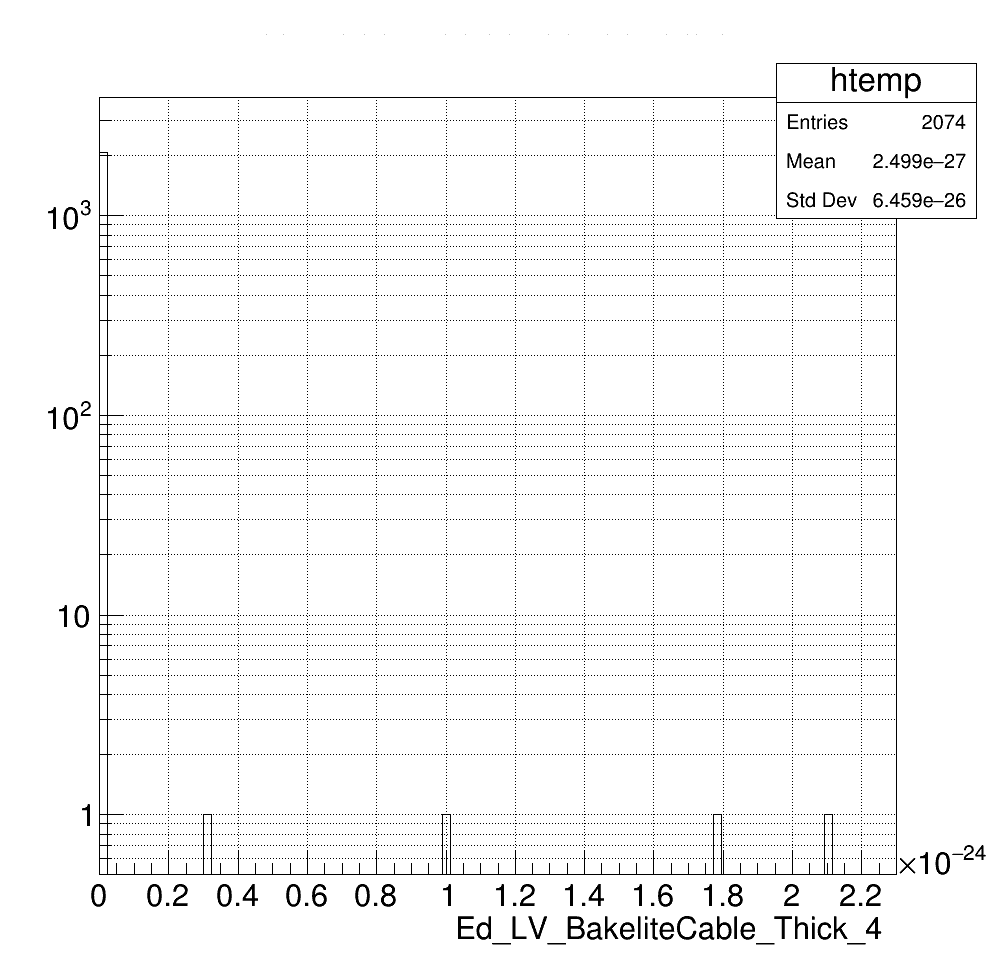 htemp
Entries 2074
Mean 2.499e–27
Std Dev 6.459e–26
10³
10²
10
1
0 0.2 0.4 0.6 0.8 1 1.2 1.4 1.6 1.8 2 2.2
×10⁻²⁴
Ed_LV_BakeliteCable_Thick_4